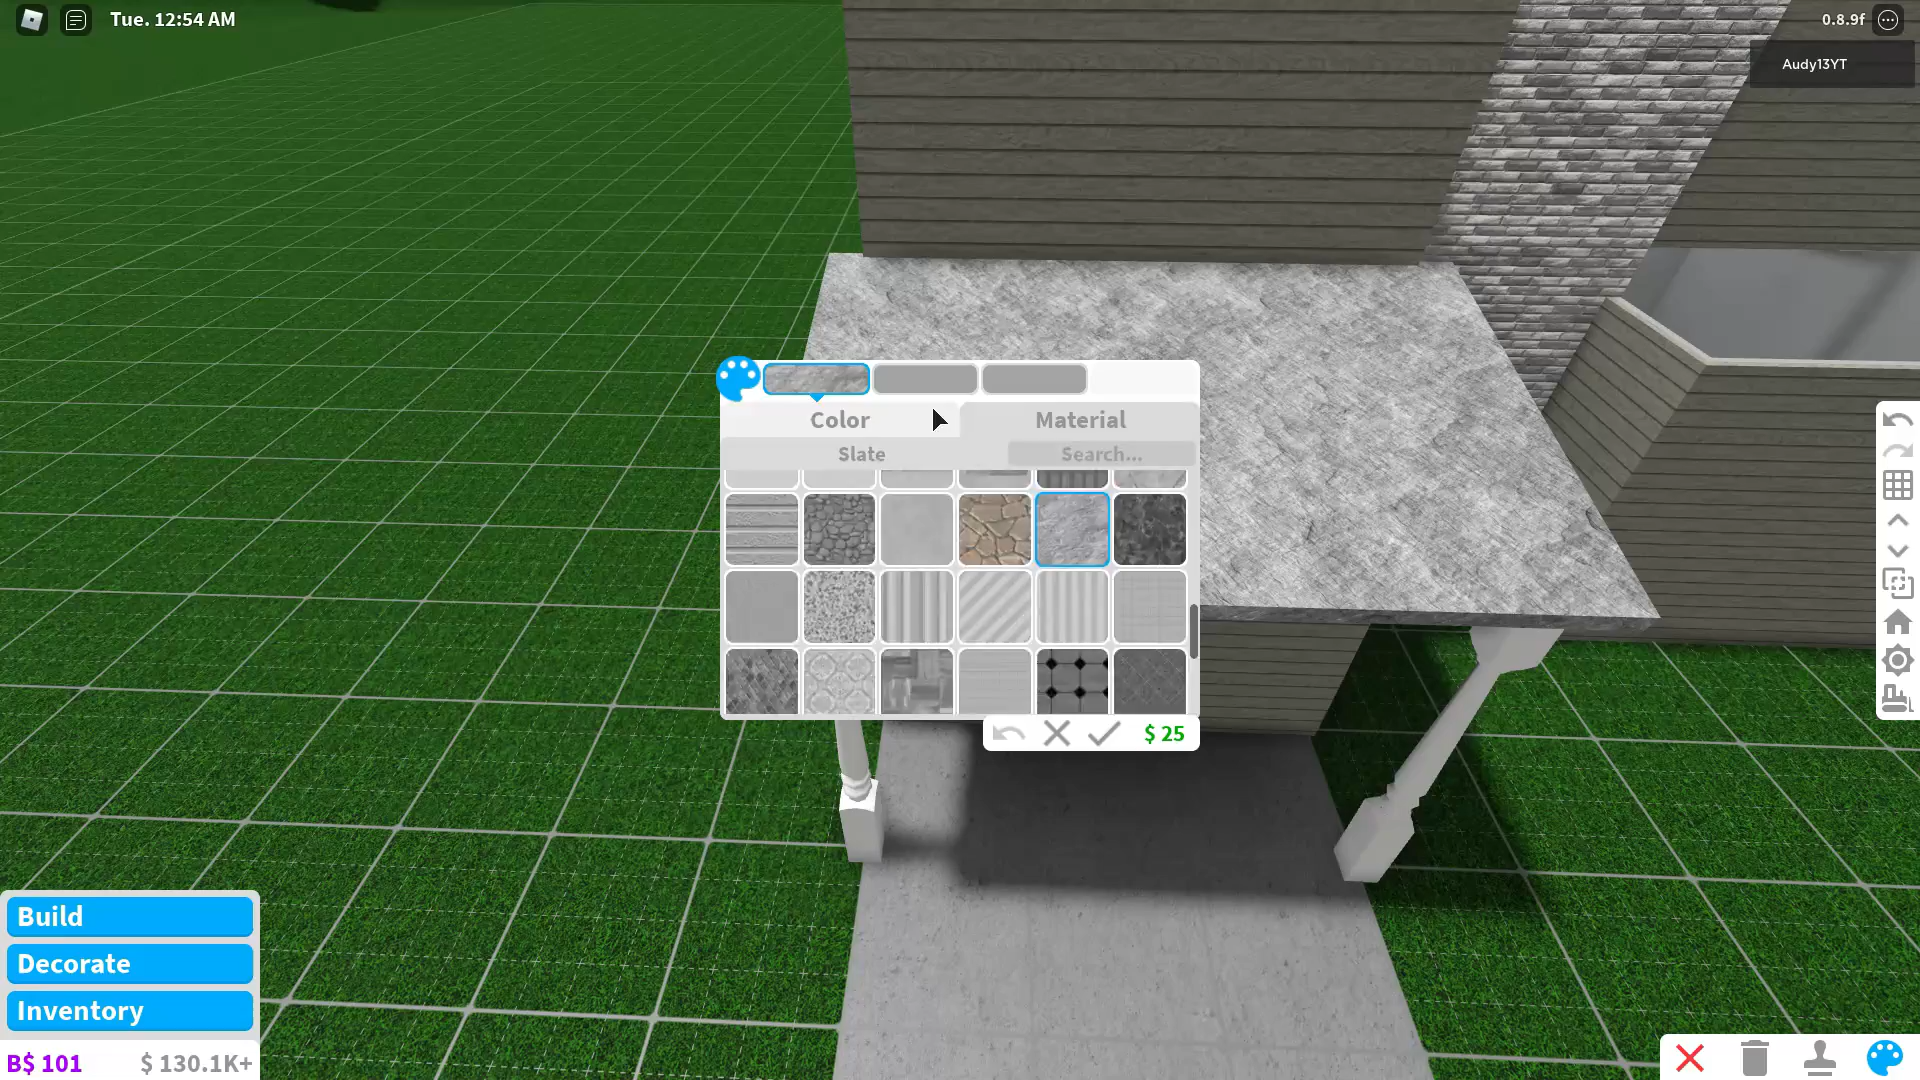 Tue. 12:54 AM
0.8.9f
Audy13YT
Color
Material
Slate
Search...
$ 25
Build
Decorate
Inventory
B$ 101
$ 130.1K+